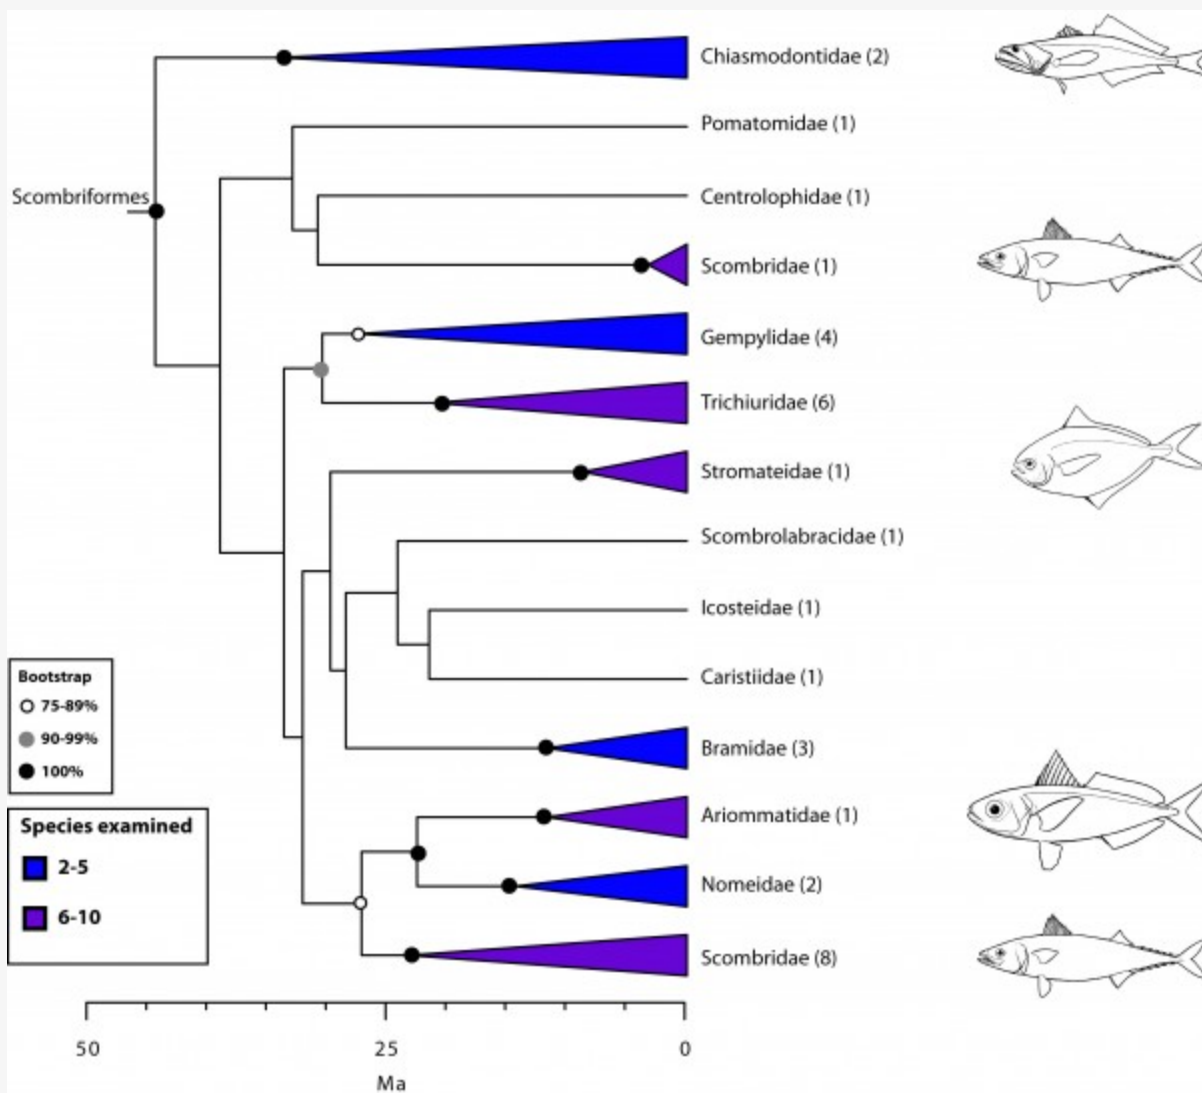 Chiasmodontidae (2)
Pomatomidae (1)
Scombriformes
Centrolophidae (1)
Scombridae (1)
Gempylidae (4)
Trichiuridae (6)
Stromateidae (1)
Scombrolabracidae (1)
Icosteidae (1)
Caristiidae (1)
Bramidae (3)
Ariommatidae (1)
Nomeidae (2)
Scombridae (8)
Bootstrap
75-89%
90-99%
100%
Species examined
2-5
6-10
50 25 0
Ma